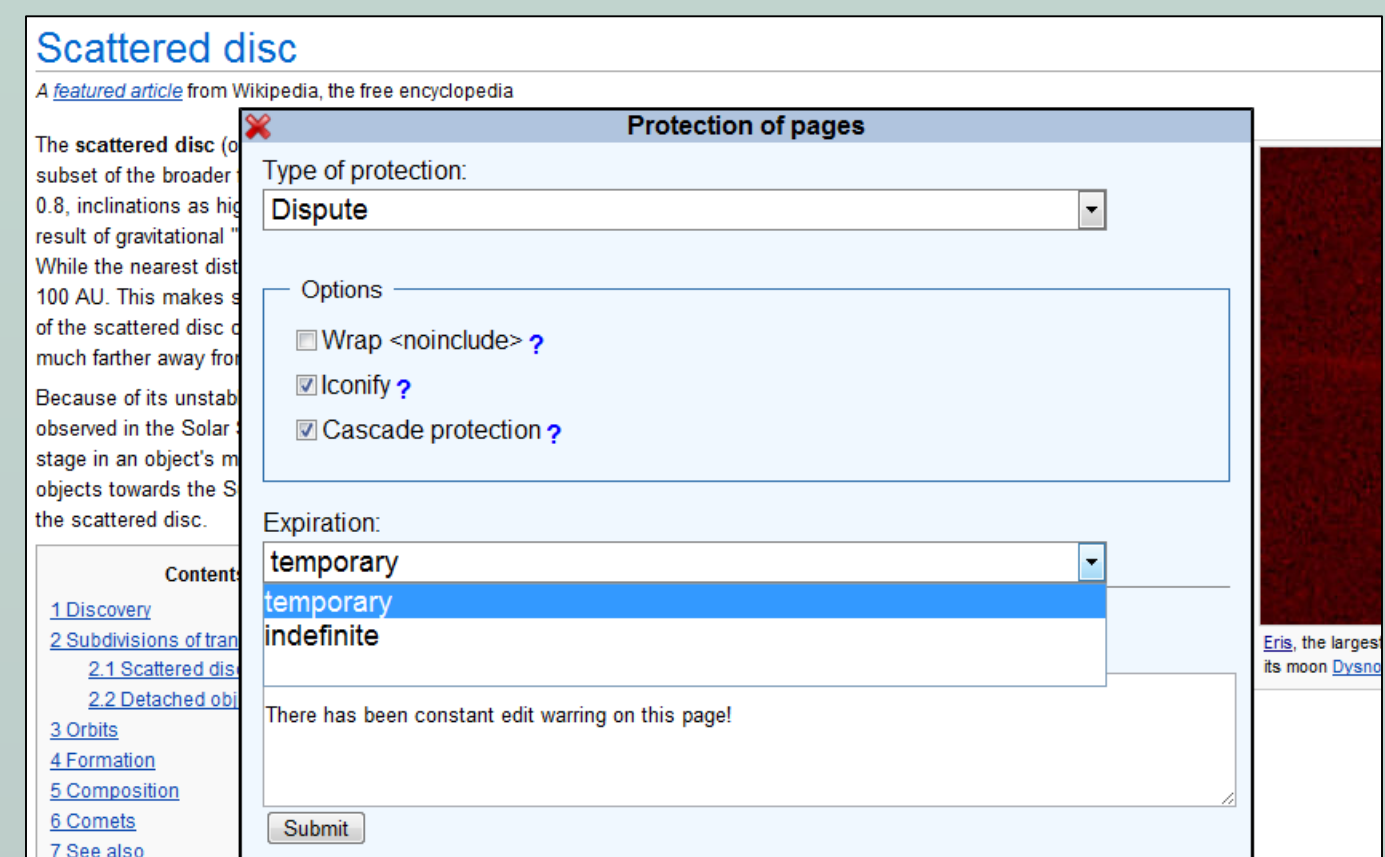 Scattered disc
A featured article from Wikipedia, the free encyclopedia
The scattered disc (o
subset of the broader
0.8, inclinations as hig
result of gravitational "
While the nearest dist
100 AU. This makes s
of the scattered disc
much farther away from
Because of its unstab
observed in the Solar
stage in an object's m
objects towards the S
the scattered disc.
Contents
1 Discovery
2 Subdivisions of tran
2.1 Scattered disc
2.2 Detached obj
3 Orbits
4 Formation
5 Composition
6 Comets
7 See also
Protection of pages
Type of protection:
Dispute
Options
Wrap <noinclude> ?
Iconify ?
Cascade protection ?
Expiration:
temporary
temporary
indefinite
There has been constant edit warring on this page!
Submit
Eris, the largest
its moon Dysno